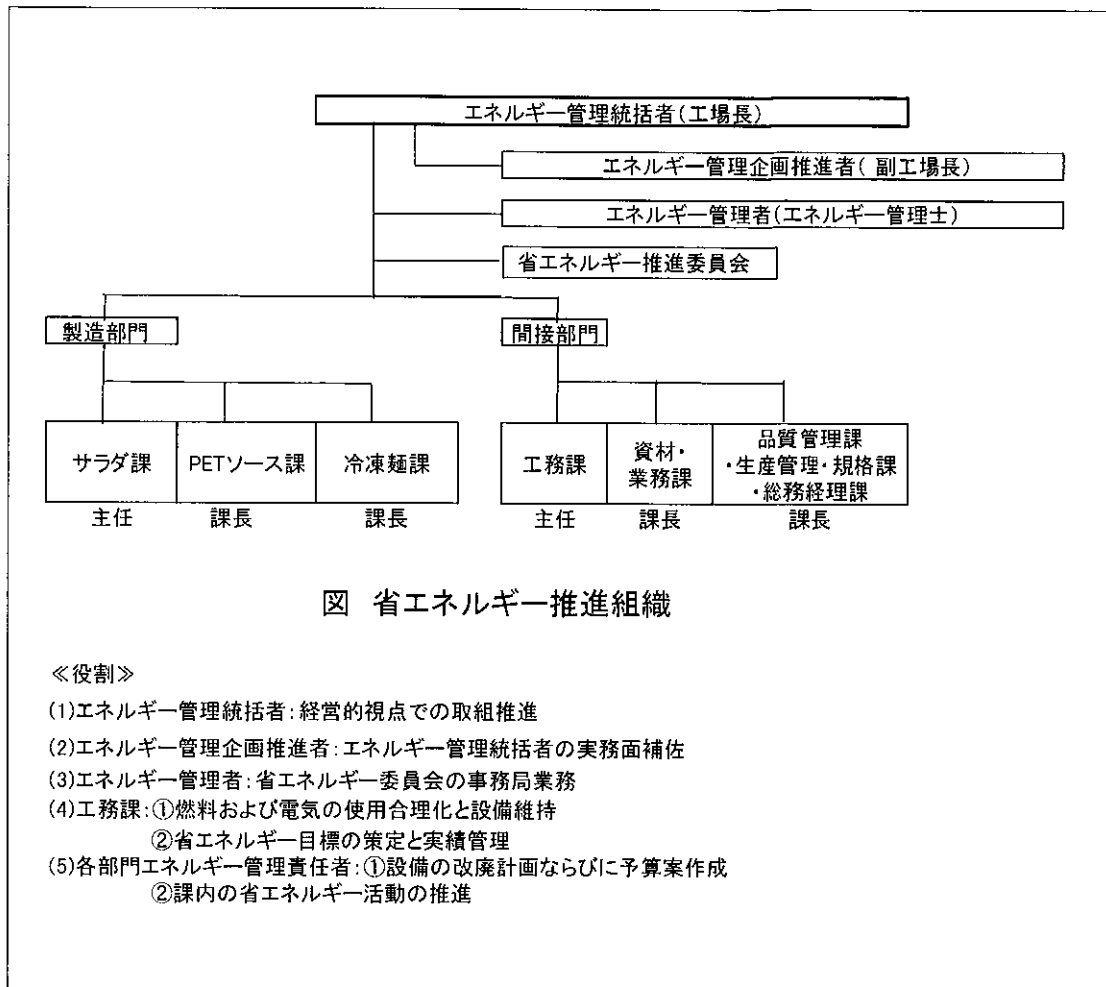 エネルギー管理統括者(工場長)
エネルギー管理企画推進者( 副工場長)
エネルギー管理者(エネルギー管理士)
省エネルギー推進委員会
製造部門
間接部門
サラダ課
PETソース課
冷凍麺課
工務課
資材・
業務課
品質管理課
・生産管理・規格課
・総務経理課
主任
課長
課長
主任
課長
課長
図 省エネルギー推進組織
≪役割≫
(1)エネルギー管理統括者:経営的視点での取組推進
(2)エネルギー管理企画推進者:エネルギー管理統括者の実務面補佐
(3)エネルギー管理者:省エネルギー委員会の事務局業務
(4)工務課:①燃料および電気の使用合理化と設備維持
②省エネルギー目標の策定と実績管理
(5)各部門エネルギー管理責任者:①設備の改廃計画ならびに予算案作成
②課内の省エネルギー活動の推進